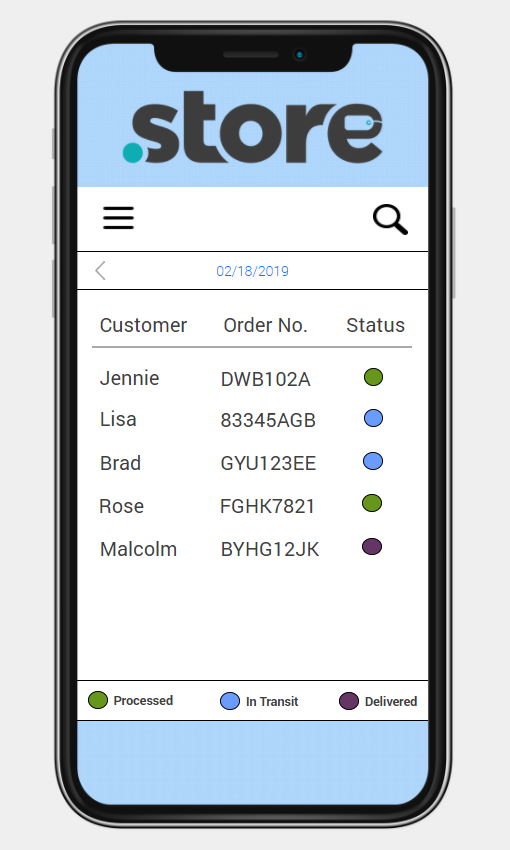 .store
02/18/2019
Customer Order No. Status
Jennie DWB102A
Lisa 83345AGB
Brad GYU123EE
Rose FGHK7821
Malcolm BYHG12JK
Processed In Transit Delivered